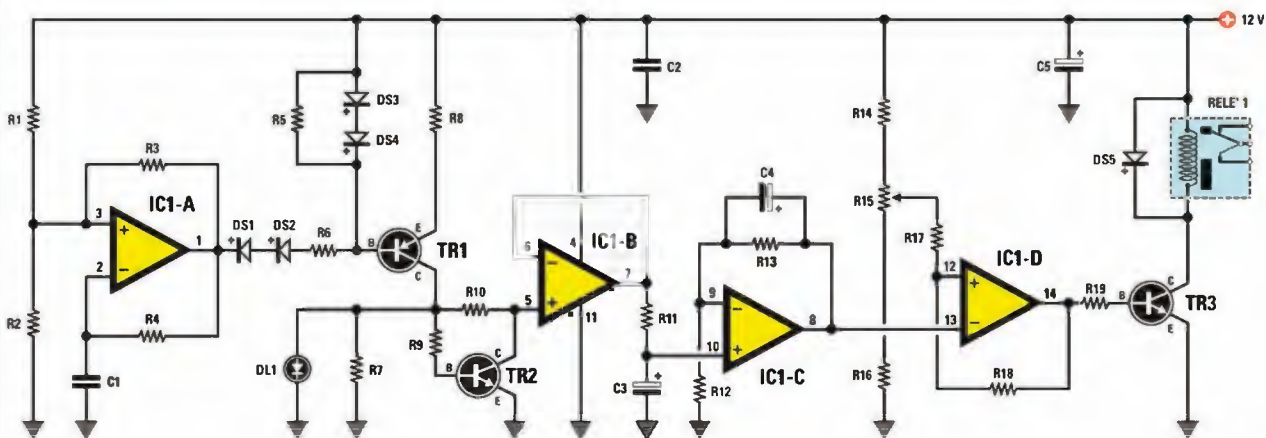 12 V
C2
C5
RELE' 1
R1
R5
DS3
DS4
R8
R14
DS5
R3
IC1-A
3
2
1
DS1
DS2
R6
B
E
C
TR1
R4
R2
C1
DL1
R7
R10
R9
B
C
E
TR2
6
5
4
11
7
IC1-B
R11
C3
C4
R13
9
10
8
R12
IC1-C
R15
R16
R17
12
13
14
IC1-D
R18
R19
B
C
E
TR3